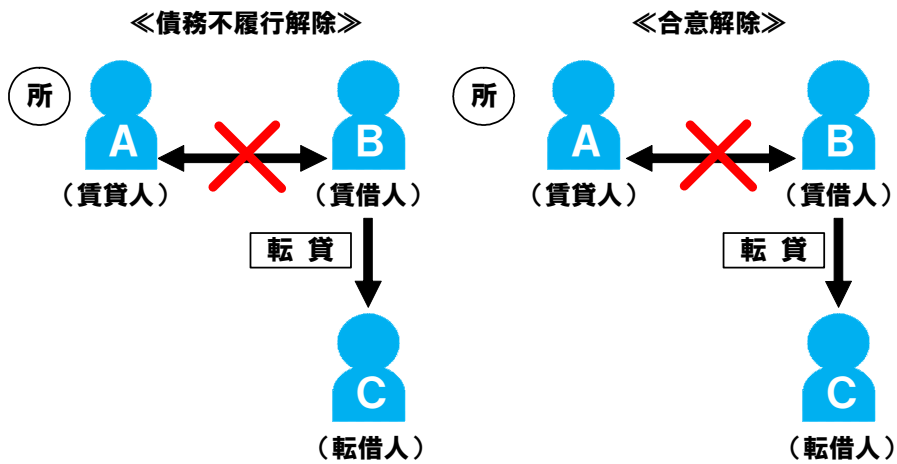 ≪債務不履行解除≫
所
A
B
(賃貸人)
(賃借人)
転 貸
C
(転借人)
≪合意解除≫
所
A
B
(賃貸人)
(賃借人)
転 貸
C
(転借人)